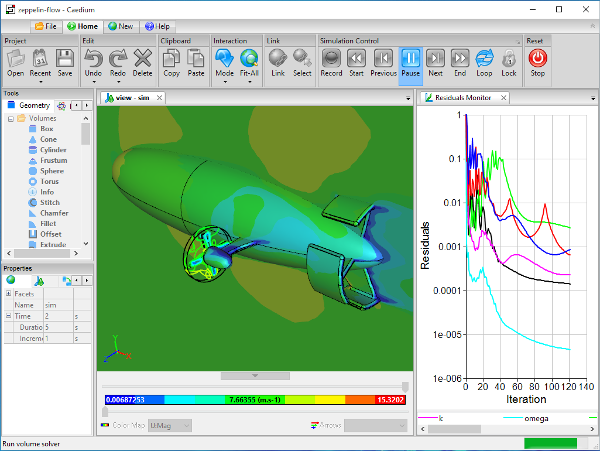 reppelin-flow - Caedium
File Home New Help
Project Edit Clipboard Interaction Link Simulation Control Reset
Open Recent Save Undo Redo Delete Copy Paste Mode Fit-All Link Select Record Start Previous Pause Next End Loop Lock Stop
Tools
Geometry
Volumes
Box
Cone
Cylinder
Frustum
Sphere
Torus
Info
Stitch
Chamfer
Fillet
Offset
Extrude
Properties
Facets
Name sim
Time 2 s
Duratio 5 s
Increme 1 s
view - sim
Y
X
0.00687253 7.66355 (m.s-1) 15.3202
Color Map U:Mag Arrows
Residuals Monitor
Residuals
1
0.1
0.01
0.001
0.0001
1e-005
1e-006
0 20 40 60 80 100 120 140
Iteration
k omega
Run volume solver